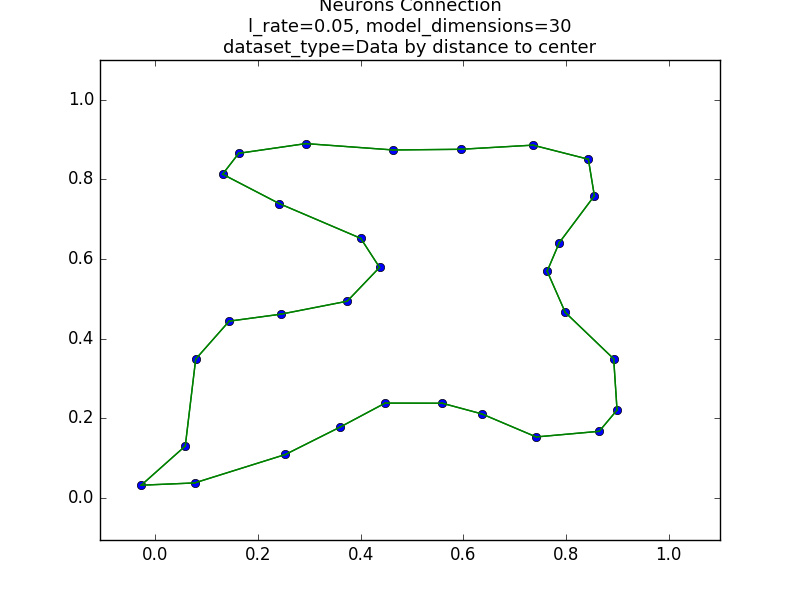 Neurons Connection
l_rate=0.05, model_dimensions=30
dataset_type=Data by distance to center
1.0
0.8
0.6
0.4
0.2
0.0
0.0 0.2 0.4 0.6 0.8 1.0